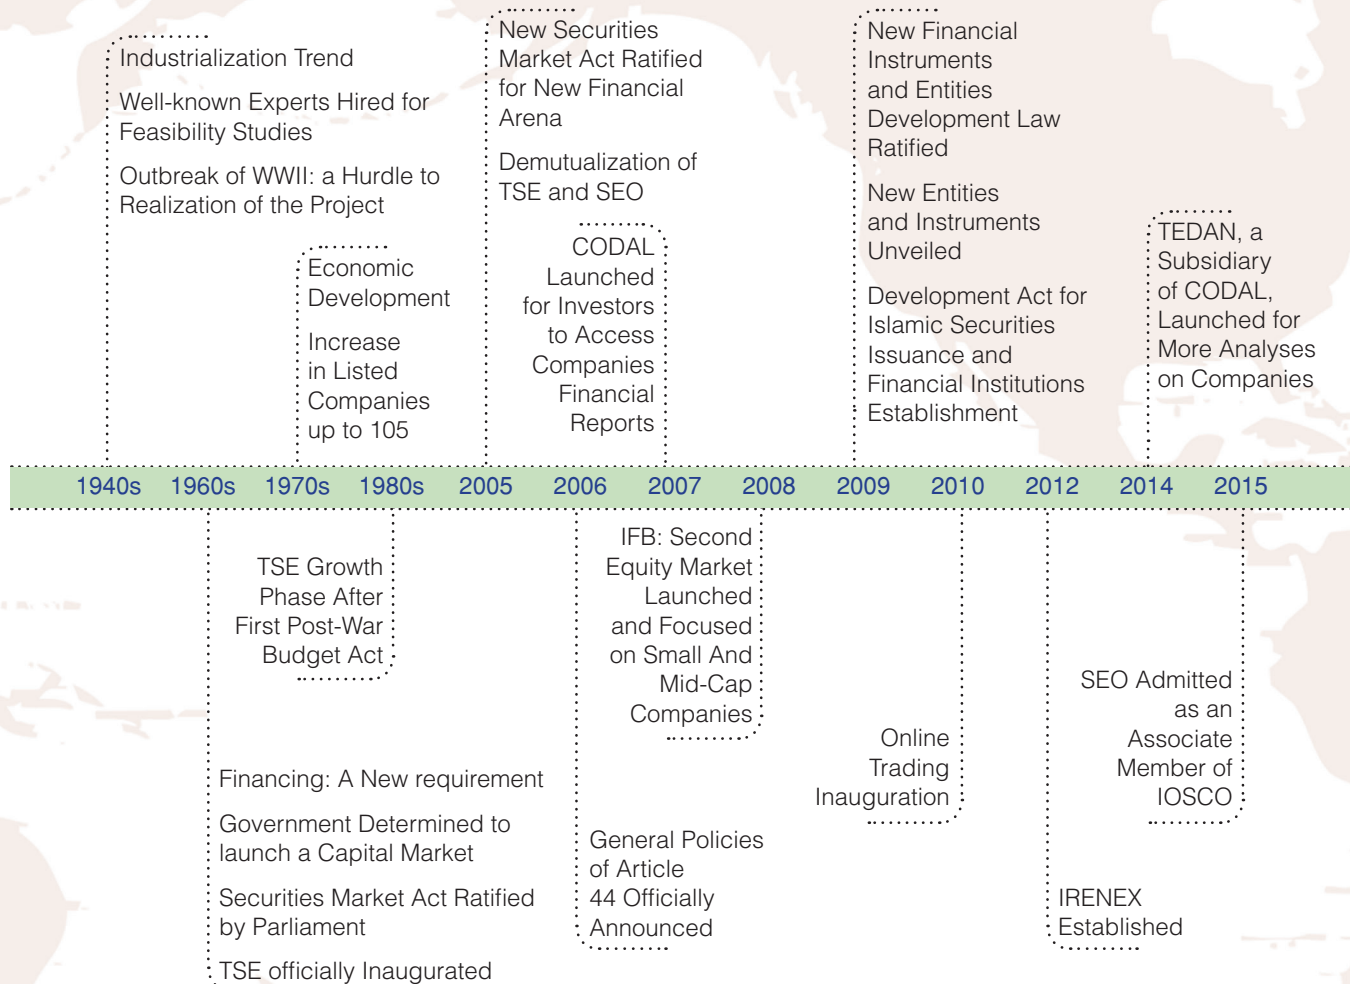 Industrialization Trend
Well-known Experts Hired for
Feasibility Studies
Outbreak of WWII: a Hurdle to
Realization of the Project
Economic
Development
Increase
in Listed
Companies
up to 105
New Securities
Market Act Ratified
for New Financial
Arena
Demutualization of
TSE and SEO
CODAL
Launched
for Investors
to Access
Companies
Financial
Reports
New Financial
Instruments
and Entities
Development Law
Ratified
New Entities
and Instruments
Unveiled
Development Act for
Islamic Securities
Issuance and
Financial Institutions
Establishment
TEDAN, a
Subsidiary
of CODAL,
Launched for
More Analyses
on Companies
1940s 1960s 1970s 1980s 2005 2006 2007 2008 2009 2010 2012 2014 2015
TSE Growth
Phase After
First Post-War
Budget Act
Financing: A New requirement
Government Determined to
launch a Capital Market
Securities Market Act Ratified
by Parliament
TSE officially Inaugurated
IFB: Second
Equity Market
Launched
and Focused
on Small And
Mid-Cap
Companies
General Policies
of Article
44 Officially
Announced
Online
Trading
Inauguration
IRENEX
Established
SEO Admitted
as an
Associate
Member of
IOSCO